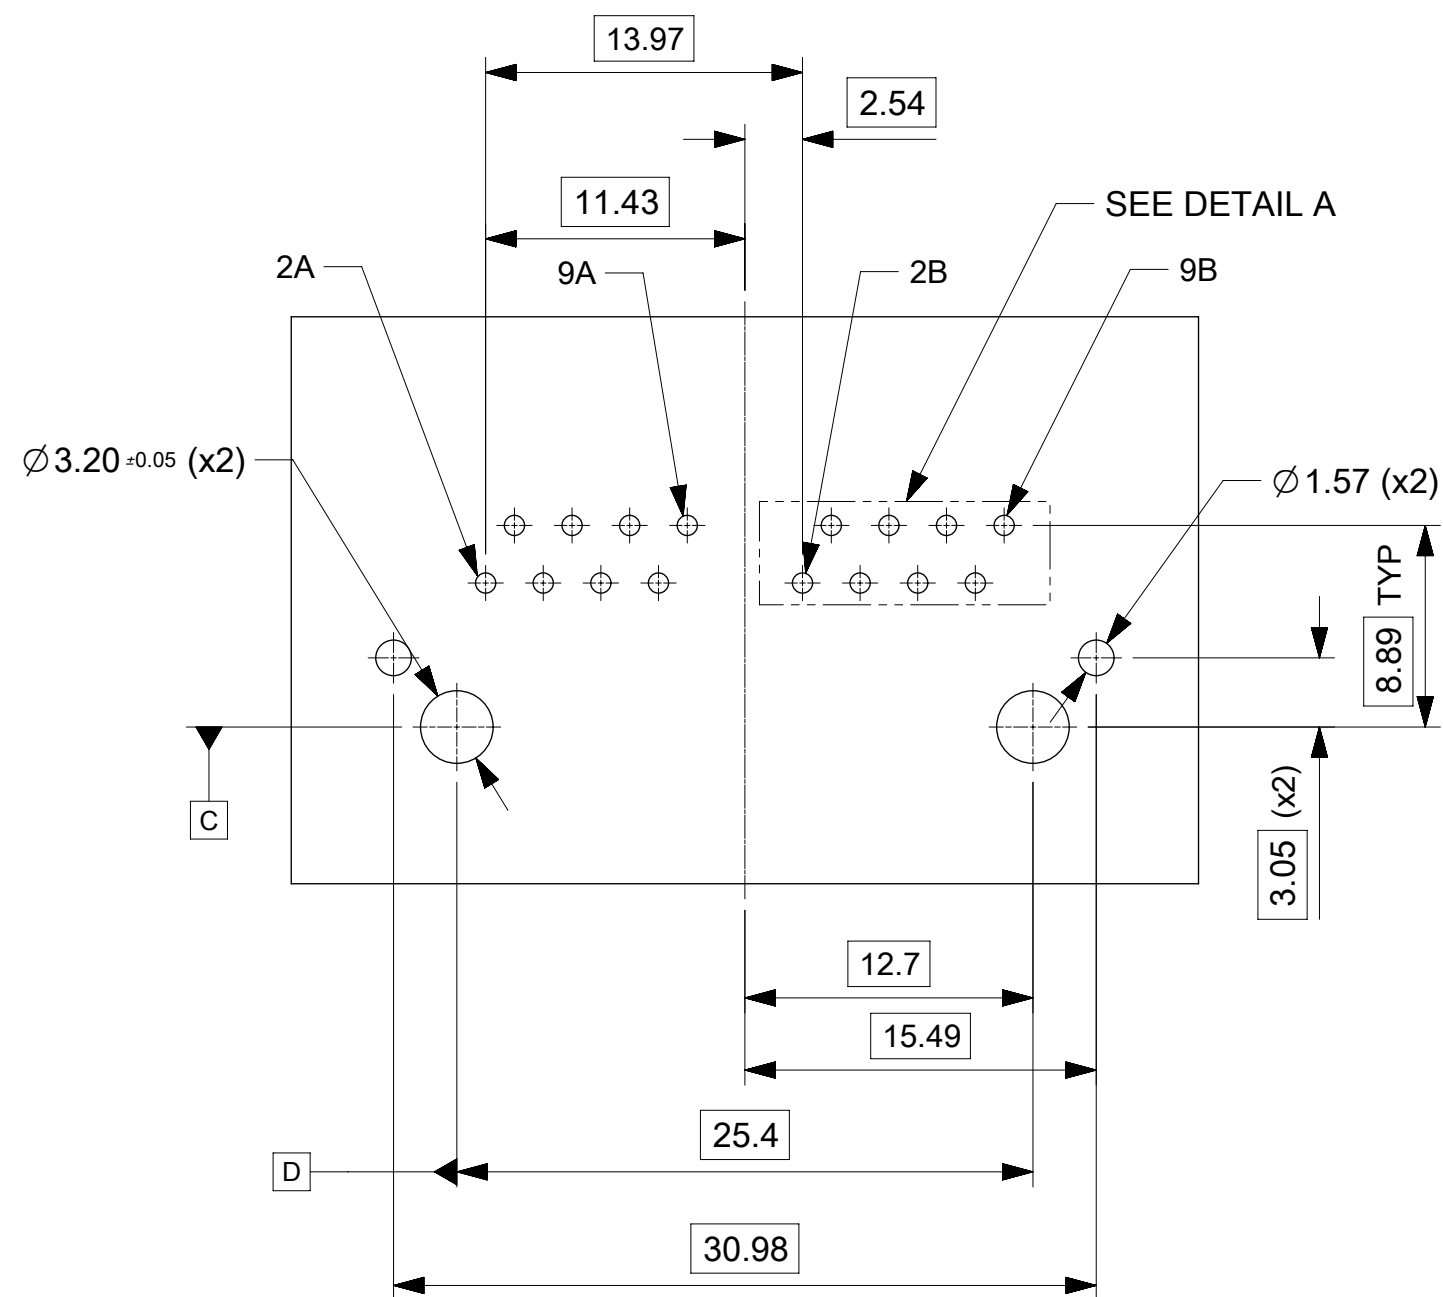 13.97
2.54
11.43
SEE DETAIL A
2A
9A
2B
9B
∅3.20 ±0.05 (x2)
∅1.57 (x2)
8.89 TYP
3.05 (x2)
C
12.7
15.49
25.4
D
30.98